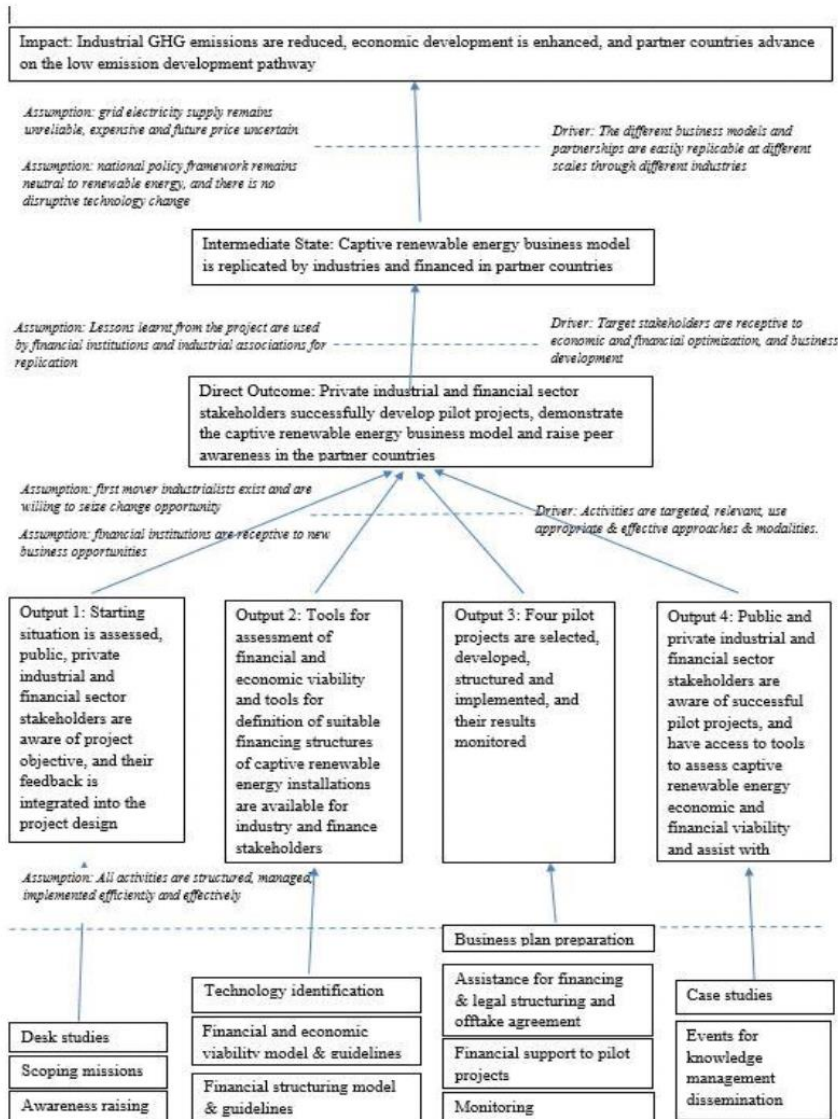 Impact: Industrial GHG emissions are reduced, economic development is enhanced, and partner countries advance
on the low emission development pathway
Assumption: grid electricity supply remains
unreliable, expensive and future price uncertain
Assumption: national policy framework remains
neutral to renewable energy, and there is no
disruptive technology change
Driver: The different business models and
partnerships are easily replicable at different
scales through different industries
Intermediate State: Captive renewable energy business model
is replicated by industries and financed in partner countries
Assumption: Lessons learnt from the project are used
by financial institutions and industrial associations for
replication
Driver: Target stakeholders are receptive to
economic and financial optimization, and business
development
Direct Outcome: Private industrial and financial sector
stakeholders successfully develop pilot projects, demonstrate
the captive renewable energy business model and raise peer
awareness in the partner countries
Assumption: first mover industrialists exist and are
willing to seize change opportunity
Assumption: financial institutions are receptive to new
business opportunities
Driver: Activities are targeted, relevant, use
appropriate & effective approaches & modalities.
Output 1: Starting
situation is assessed,
public, private
industrial and
financial sector
stakeholders are
aware of project
objective, and their
feedback is
integrated into the
project design
Output 2: Tools for
assessment of
financial and
economic viability
and tools for
definition of suitable
financing structures
of captive renewable
energy installations
are available for
industry and finance
stakeholders
Output 3: Four pilot
projects are selected,
developed,
structured and
implemented, and
their results
monitored
Output 4: Public and
private industrial and
financial sector
stakeholders are
aware of successful
pilot projects, and
have access to tools
to assess captive
renewable energy
economic and
financial viability
and assist with
Assumption: All activities are structured, managed,
implemented efficiently and effectively
Desk studies
Scoping missions
Awareness raising
Technology identification
Financial and economic
viability model & guidelines
Financial structuring model
& guidelines
Business plan preparation
Assistance for financing
& legal structuring and
offtake agreement
Financial support to pilot
projects
Monitoring
Case studies
Events for
knowledge
management
dissemination